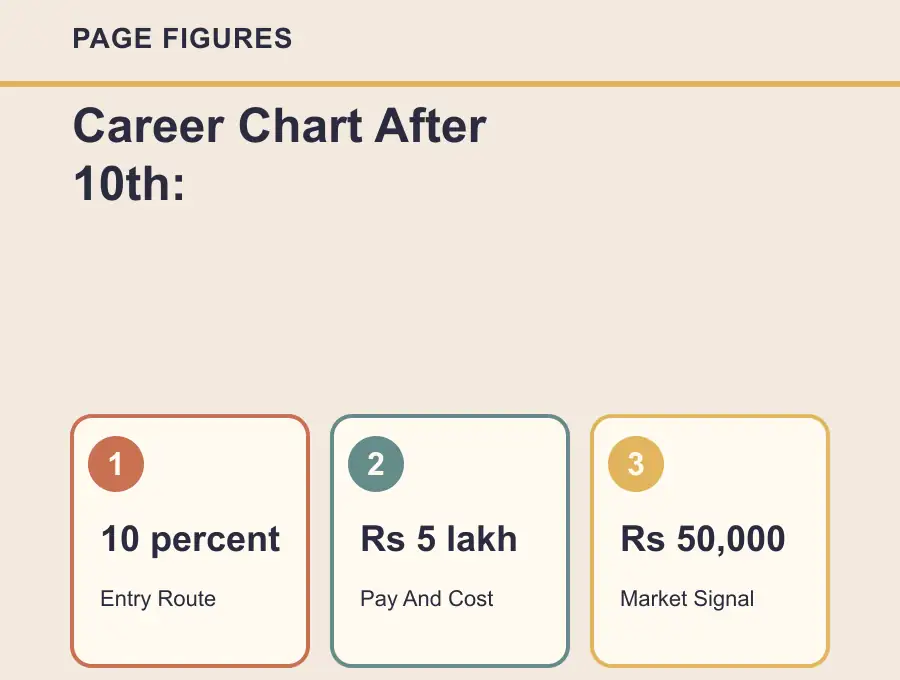 PAGE FIGURES
Career Chart After
10th:
1
10 percent
Entry Route
2
Rs 5 lakh
Pay And Cost
3
Rs 50,000
Market Signal